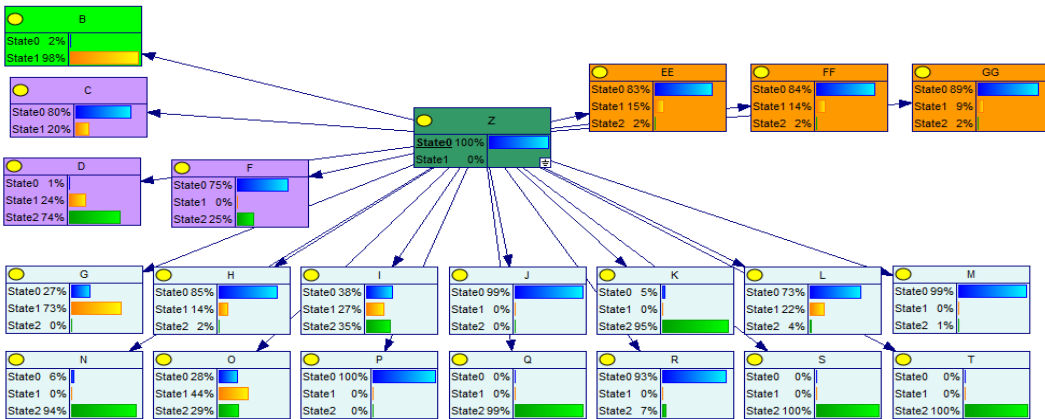 B
State0 2%
State1 98%
C
State0 80%
State1 20%
D
State0 1%
State1 24%
State2 74%
F
State0 75%
State1 0%
State2 25%
Z
State0 100%
State1 0%
EE
State0 83%
State1 15%
State2 2%
FF
State0 84%
State1 14%
State2 2%
GG
State0 89%
State1 9%
State2 2%
G
State0 27%
State1 73%
State2 0%
H
State0 85%
State1 14%
State2 2%
I
State0 38%
State1 27%
State2 35%
J
State0 99%
State1 0%
State2 0%
K
State0 5%
State1 0%
State2 95%
L
State0 73%
State1 22%
State2 4%
M
State0 99%
State1 0%
State2 1%
N
State0 6%
State1 0%
State2 94%
O
State0 28%
State1 44%
State2 29%
P
State0 100%
State1 0%
State2 0%
Q
State0 0%
State1 0%
State2 99%
R
State0 93%
State1 0%
State2 7%
S
State0 0%
State1 0%
State2 100%
T
State0 0%
State1 0%
State2 100%